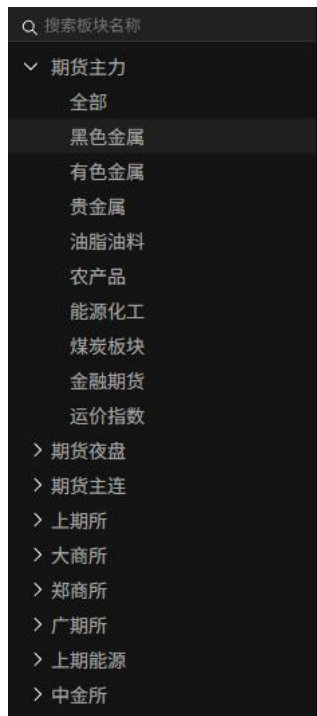 搜索板块名称
期货主力
全部
黑色金属
有色金属
贵金属
油脂油料
农产品
能源化工
煤炭板块
金融期货
运价指数
期货夜盘
期货主连
上期所
大商所
郑商所
广期所
上期能源
中金所